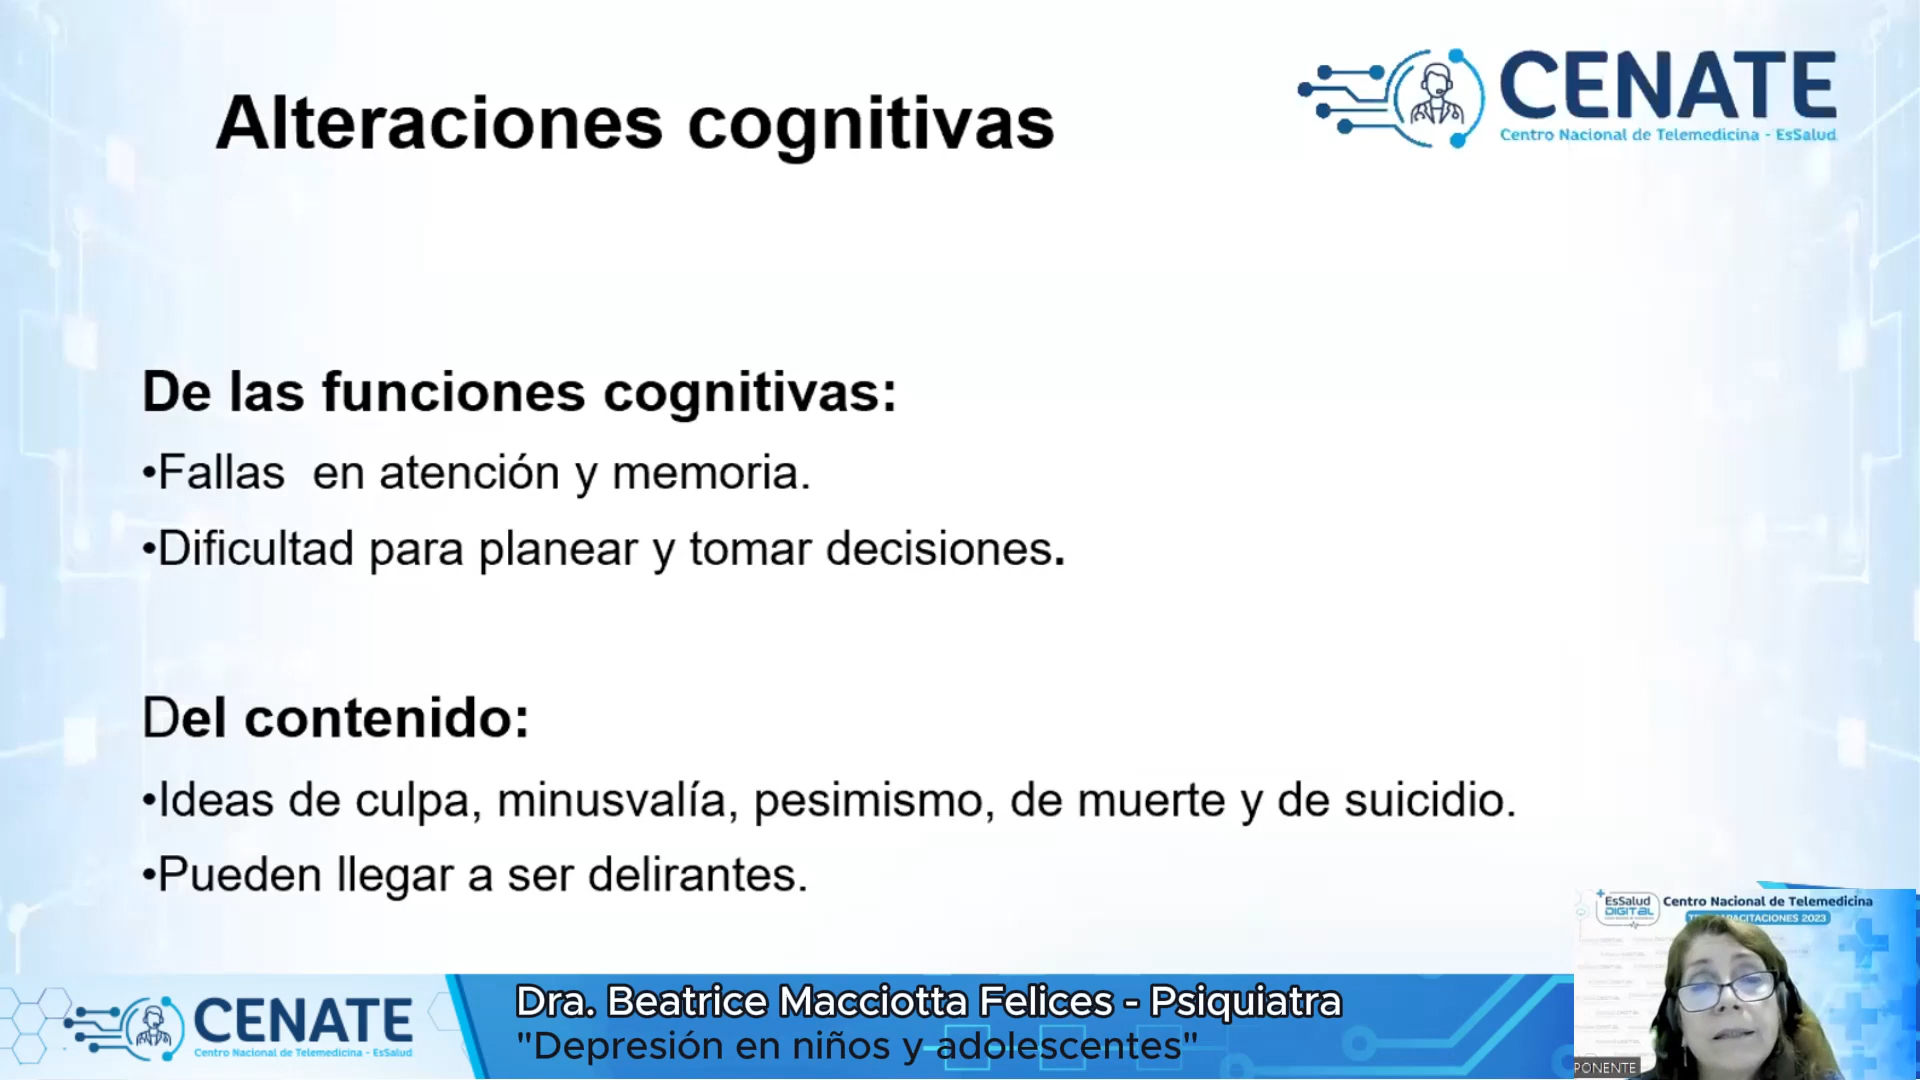 Alteraciones cognitivas
CENATE
Centro Nacional de Telemedicina - EsSalud
De las funciones cognitivas:
•Fallas en atención y memoria.
•Dificultad para planear y tomar decisiones.
Del contenido:
•Ideas de culpa, minusvalía, pesimismo, de muerte y de suicidio.
•Pueden llegar a ser delirantes.
EsSalud
DIGITAL
Centro Nacional de Telemedicina
2023
PONENTE
CENATE
Centro Nacional de Telemedicina - EsSalud
Dra. Beatrice Macciotta Felices - Psiquiatra
"Depresión en niños y adolescentes"